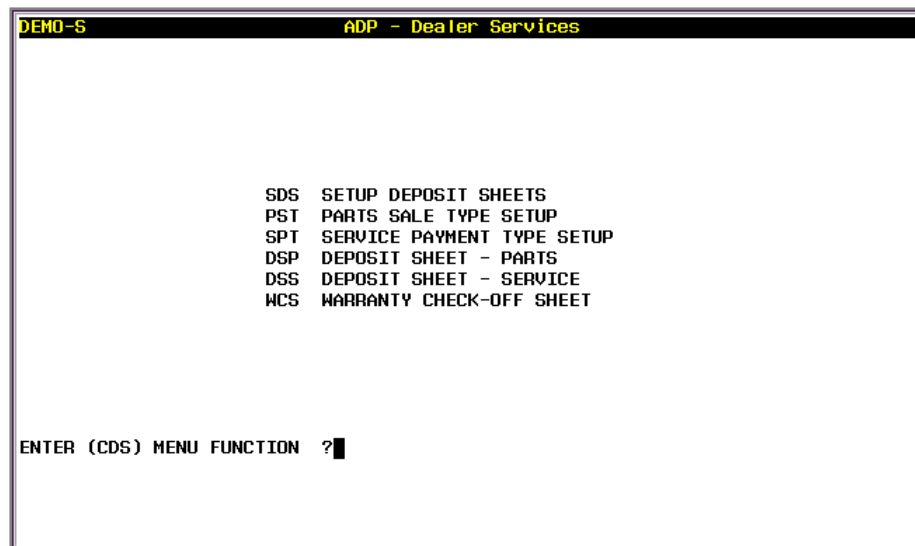 DEMO-S ADP - Dealer Services
SDS SETUP DEPOSIT SHEETS
PST PARTS SALE TYPE SETUP
SPT SERVICE PAYMENT TYPE SETUP
DSP DEPOSIT SHEET - PARTS
DSS DEPOSIT SHEET - SERVICE
WCS WARRANTY CHECK-OFF SHEET
ENTER (CDS) MENU FUNCTION ?